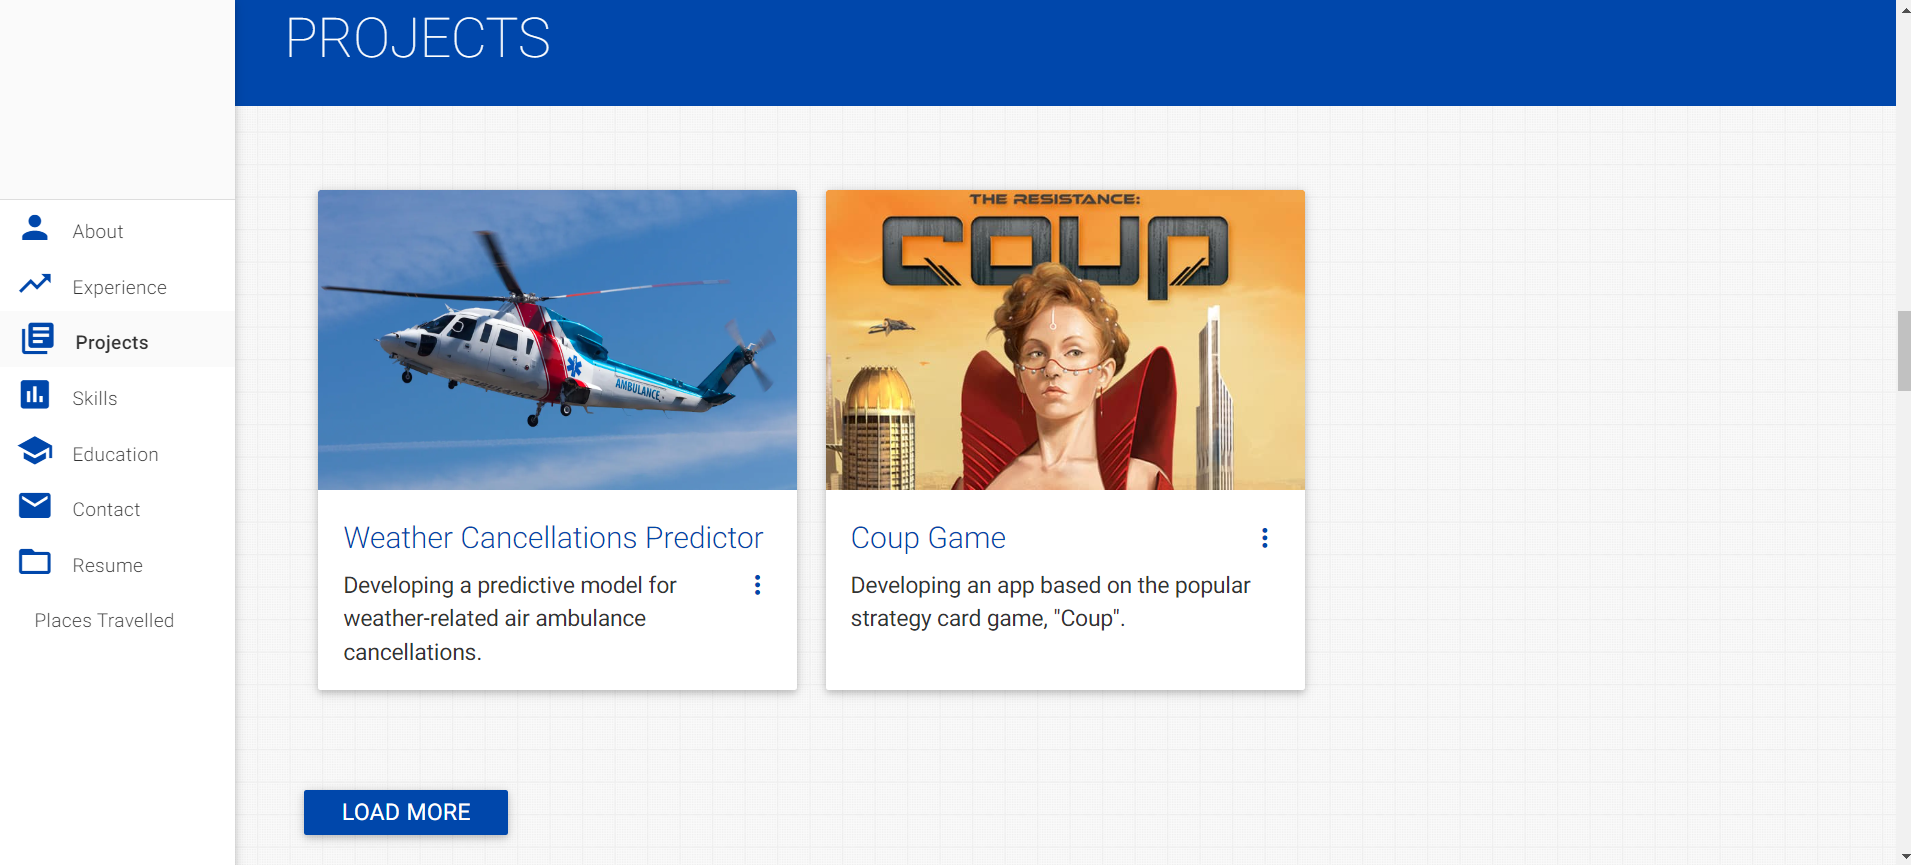 PROJECTS
About
Experience
Projects
Skills
Education
Contact
Resume
Places Travelled
AMBULANCE
AMBULANCE
THE RESISTANCE:
COUP
Weather Cancellations Predictor
Developing a predictive model for
weather-related air ambulance
cancellations.
Coup Game
Developing an app based on the popular
strategy card game, "Coup".
LOAD MORE